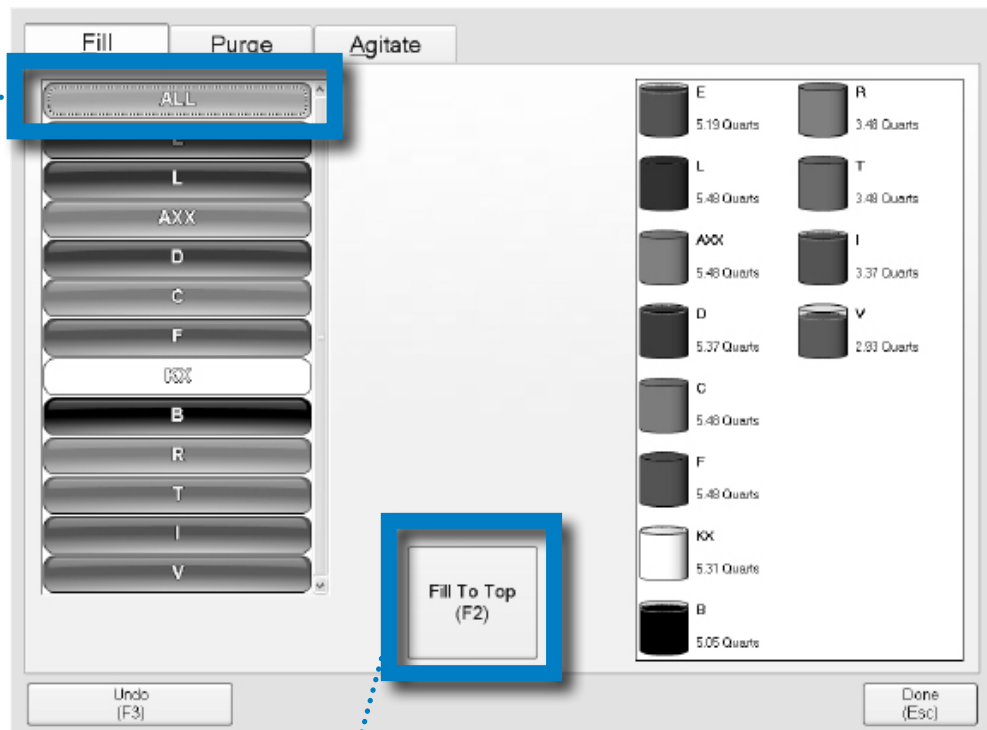 Fill
Purge
Agitate
ALL
L
AXX
D
C
F
KX
B
R
T
I
V
Fill To Top
(F2)
E
5.19 Quarts
L
5.48 Quarts
AXX
5.48 Quarts
D
5.37 Quarts
C
5.48 Quarts
F
5.48 Quarts
KX
5.31 Quarts
B
5.05 Quarts
R
3.48 Quarts
T
3.48 Quarts
I
3.37 Quarts
V
2.93 Quarts
Undo
(F3)
Done
(Esc)